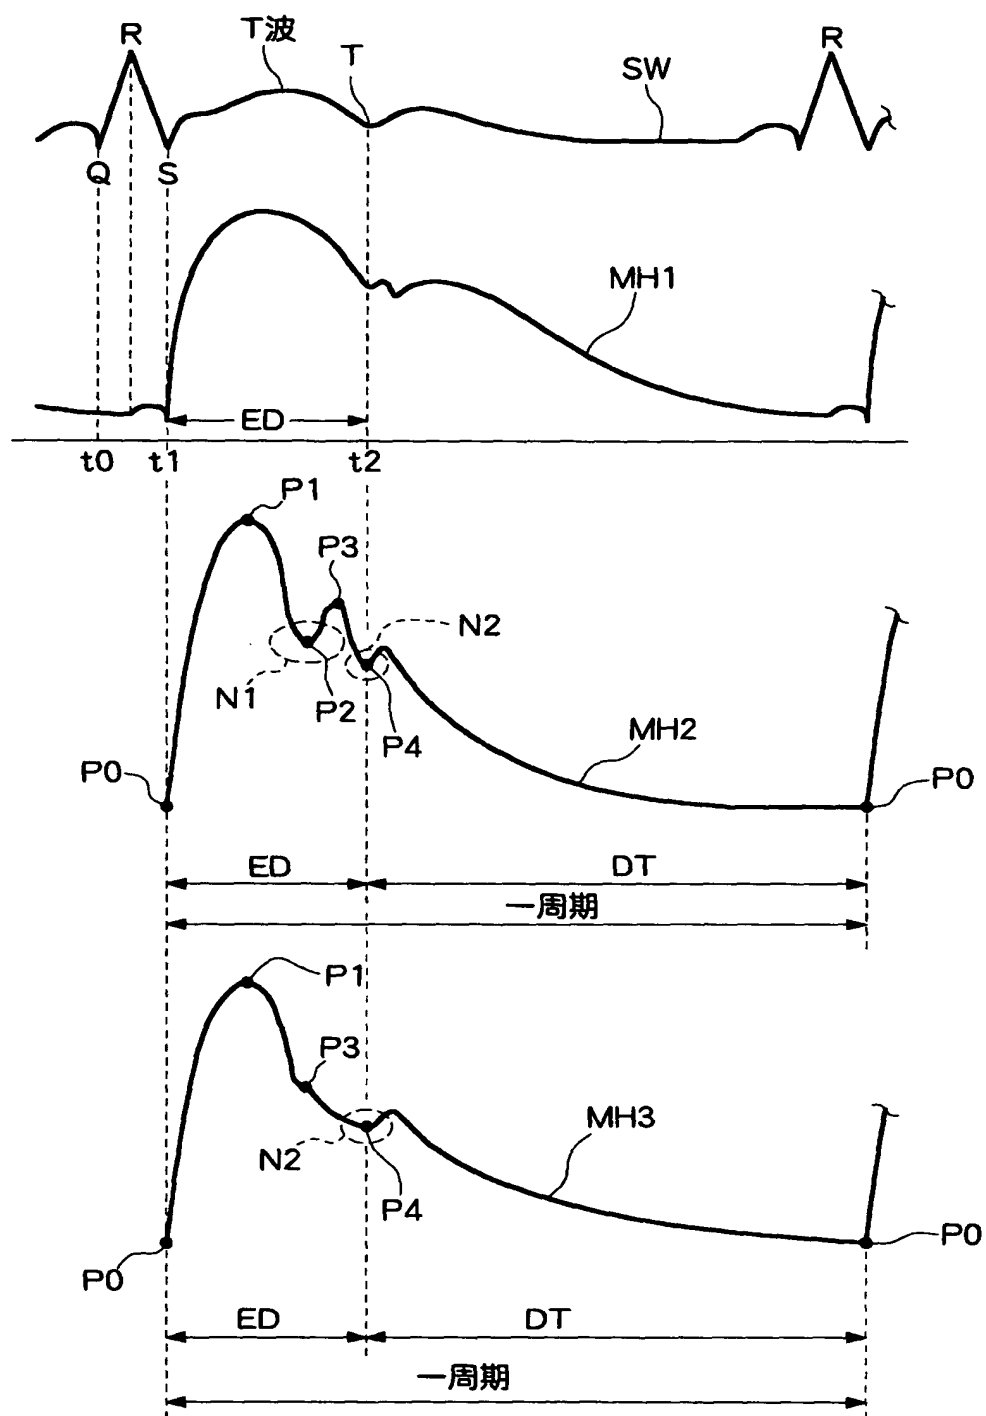 R T波 T SW R
Q S
MH1
ED
t0 t1 t2
P1
P3
N2
N1 P2 P4
MH2
P0 P0
ED DT
一周期
P1
P3
MH3
N2
P4
P0
P0
ED DT
一周期